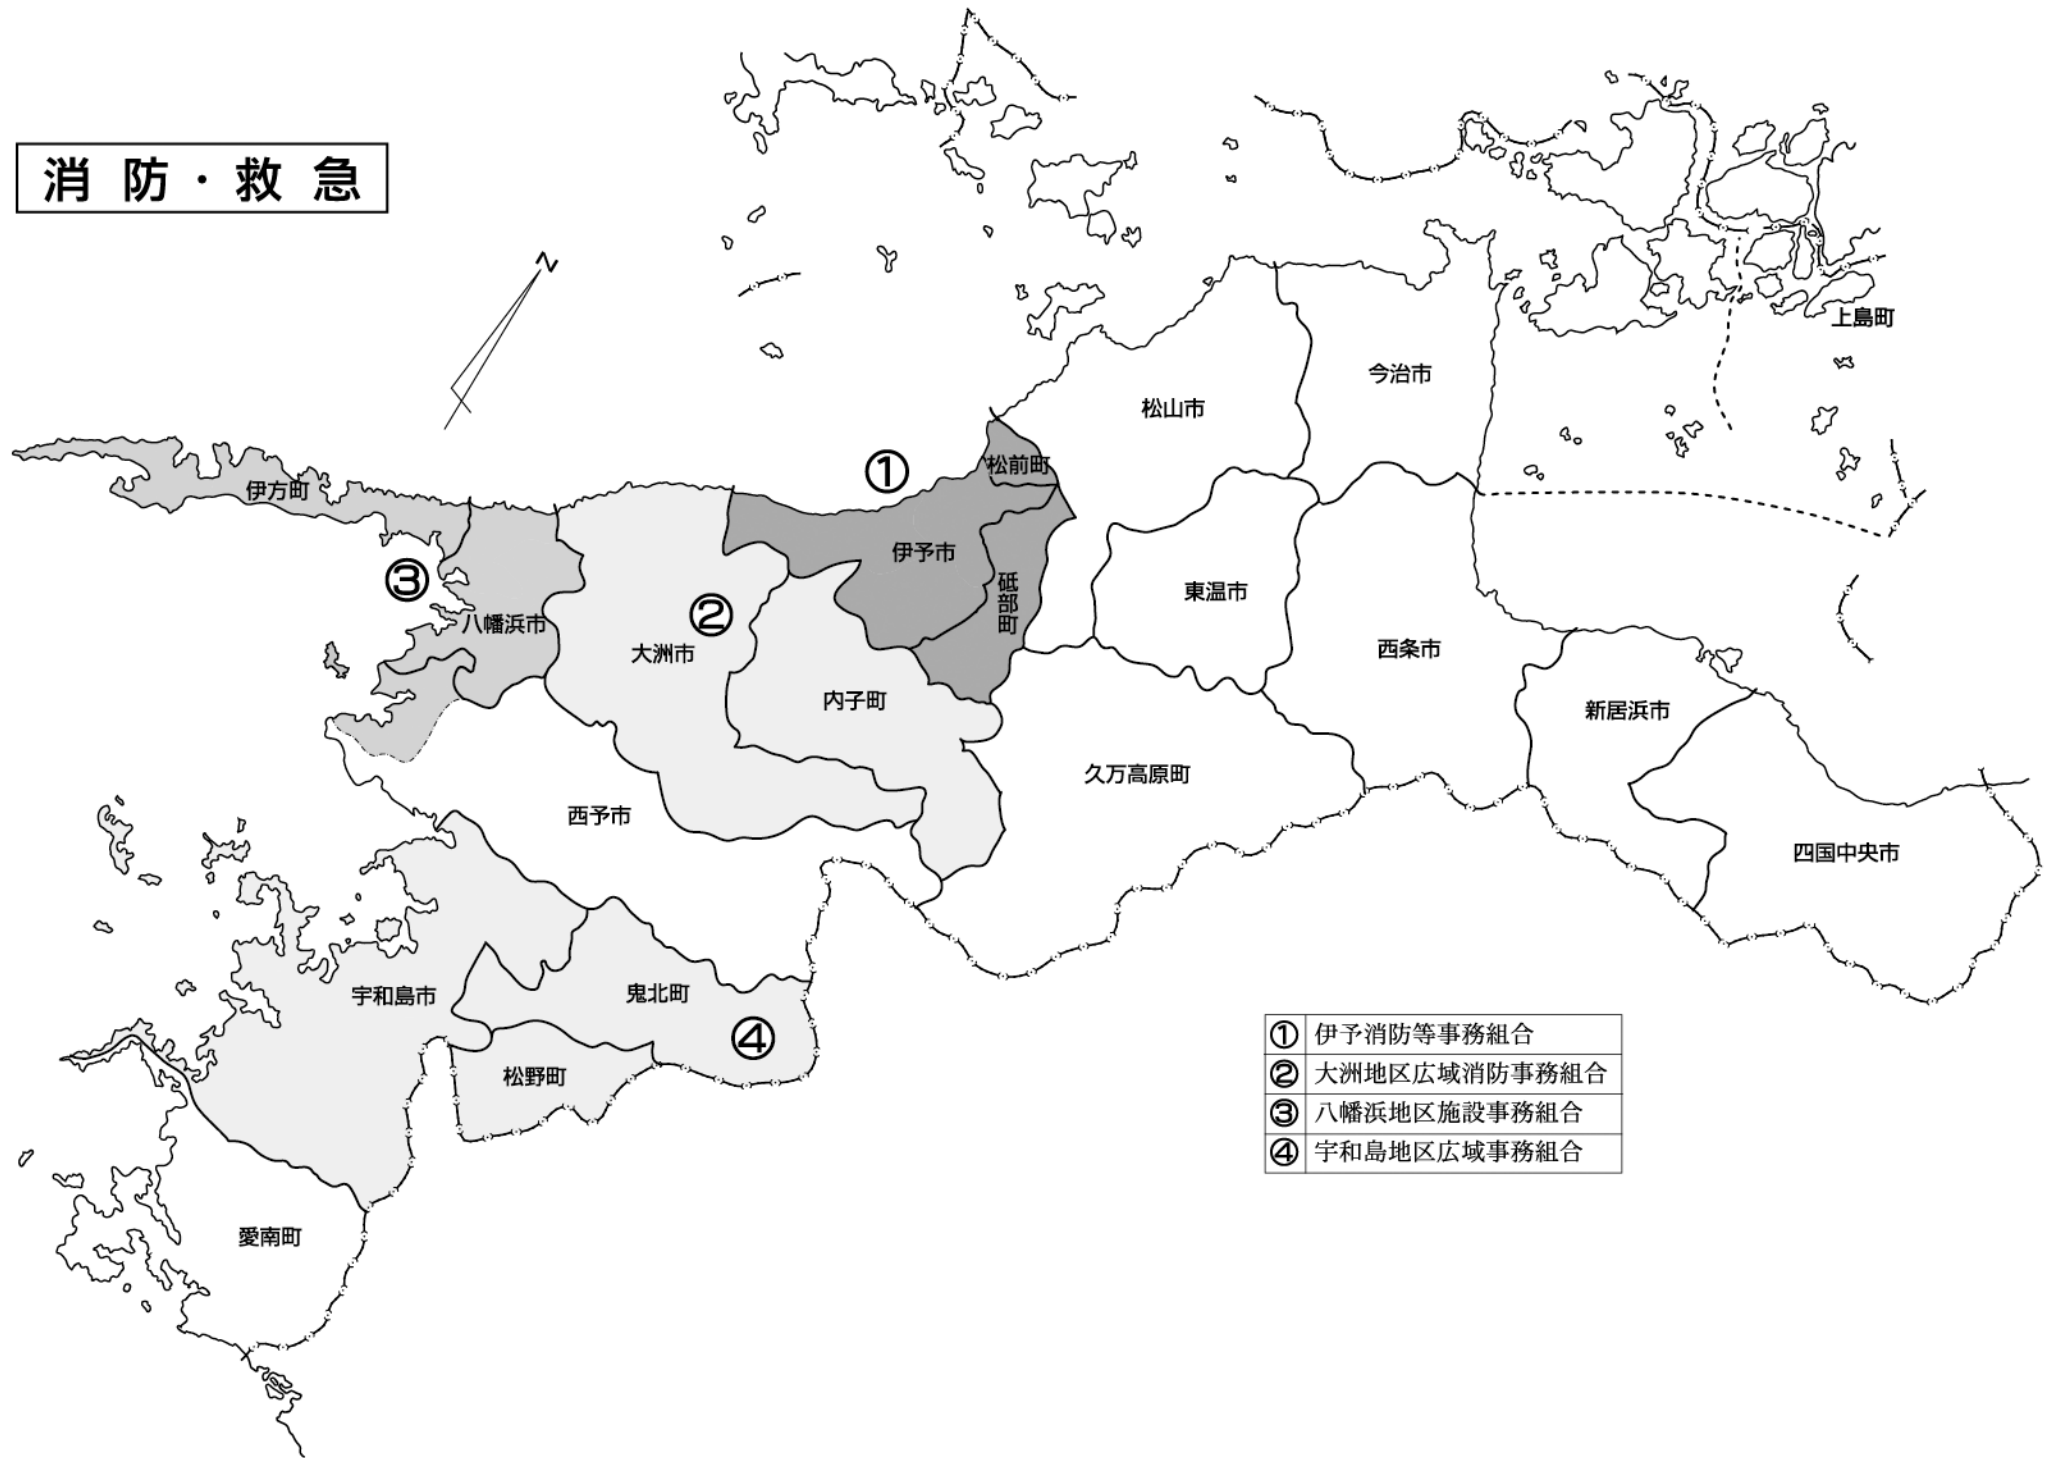 消防・救急
N
上島町
今治市
松山市
①
松前町
伊方町
伊予市
③
砥部町
東温市
②
八幡浜市
大洲市
西条市
内子町
新居浜市
久万高原町
西予市
四国中央市
宇和島市
鬼北町
④
松野町
愛南町
① 伊予消防等事務組合
② 大洲地区広域消防事務組合
③ 八幡浜地区施設事務組合
④ 宇和島地区広域事務組合